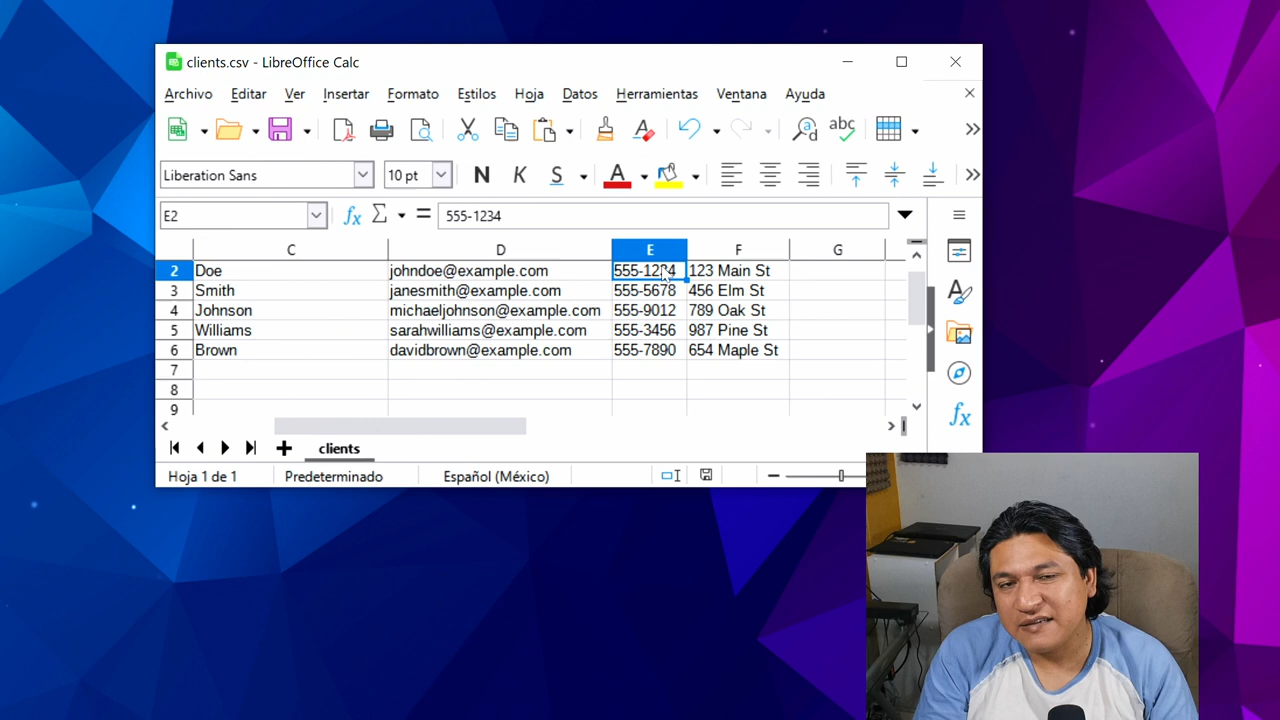 clients.csv - LibreOffice Calc
Archivo Editar Ver Insertar Formato Estilos Hoja Datos Herramientas Ventana Ayuda
Liberation Sans 10 pt N K S A
E2 fx Σ = 555-1234
C D E F G
2 Doe johndoe@example.com 555-1234 123 Main St
3 Smith janesmith@example.com 555-5678 456 Elm St
4 Johnson michaeljohnson@example.com 555-9012 789 Oak St
5 Williams sarahwilliams@example.com 555-3456 987 Pine St
6 Brown davidbrown@example.com 555-7890 654 Maple St
7
8
9
clients
Hoja 1 de 1 Predeterminado Español (México)